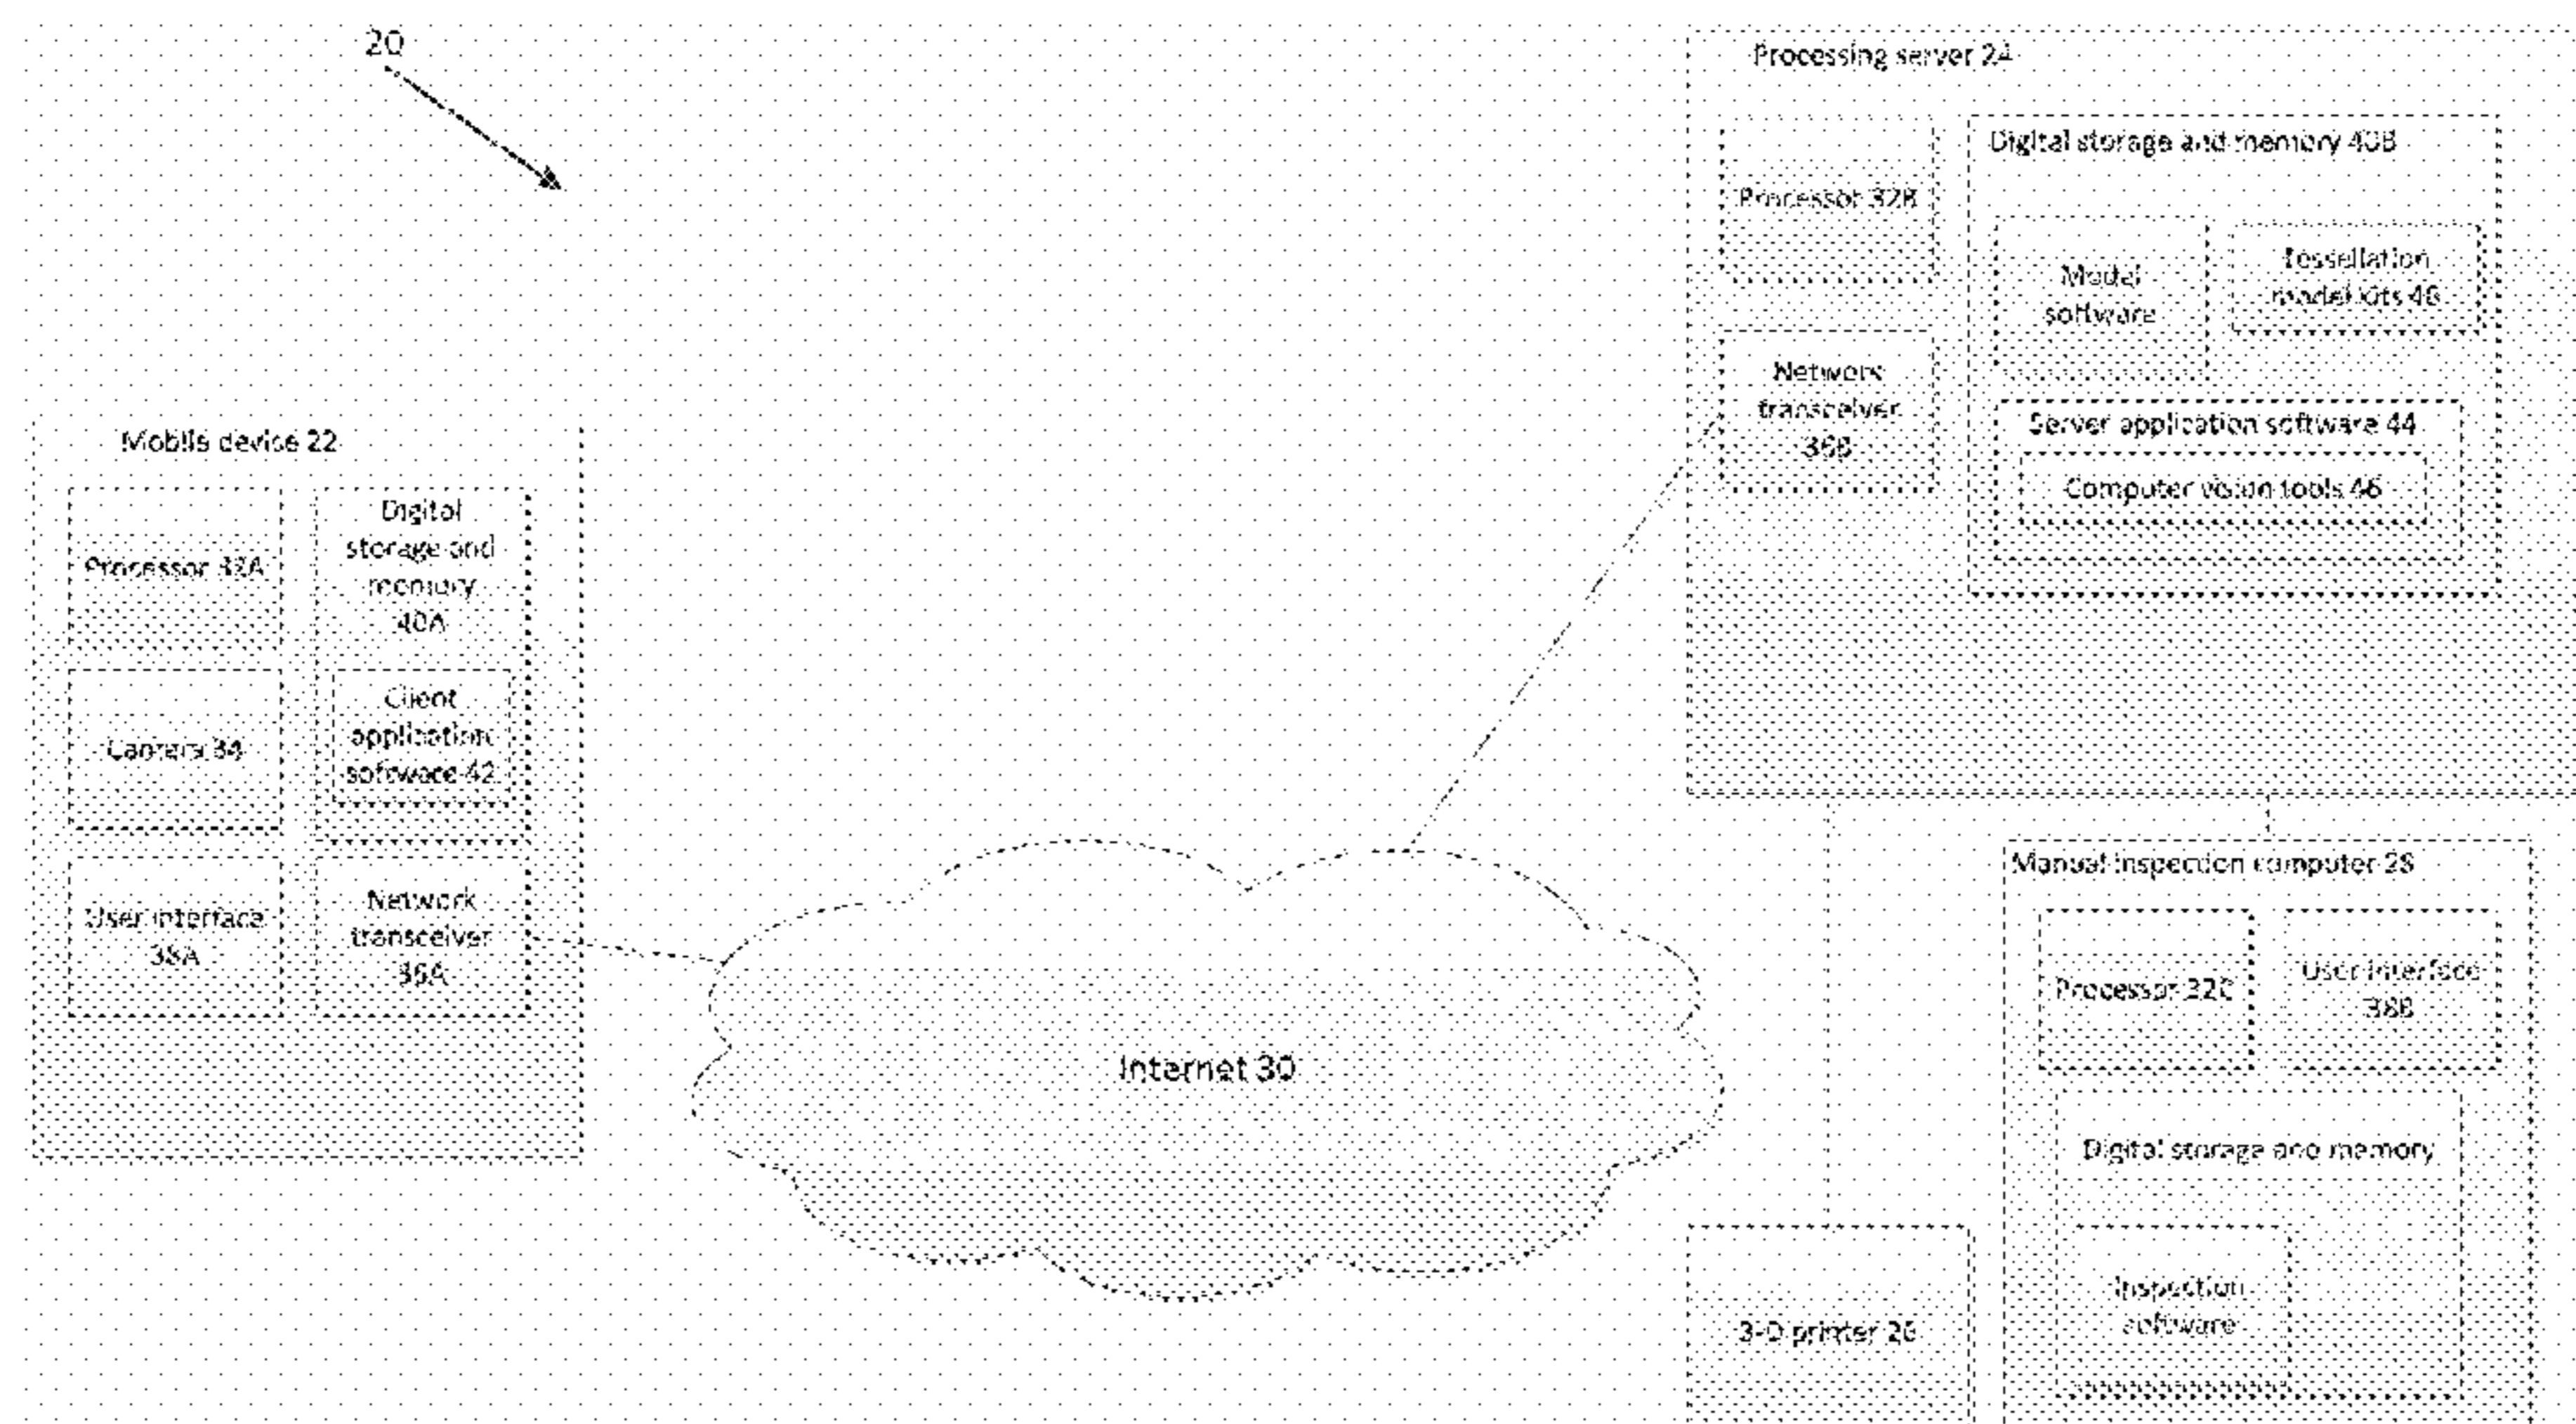 20
Processing server 24
Digital storage and memory 40B
Processor 32B
Model
software
Tessellation
model kits 48
Network
transceiver
36B
Server application software 44
Computer vision tools 46
Mobile device 22
Processor 32A
Digital
storage and
memory
40A
Camera 34
Client
application
software 42
User interface
38A
Network
transceiver
36A
Internet 30
Manual inspection computer 28
Processor 32C
User interface
38B
Digital storage and memory
Inspection
software
3-D printer 26